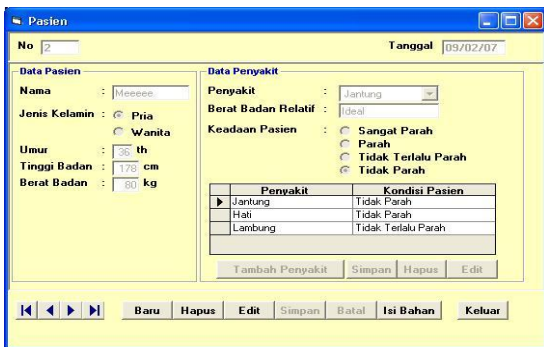 Pasien
No 2 Tanggal 09/02/07
Data Pasien
Nama : Meeeee
Jenis Kelamin : Pria
Wanita
Umur : 36 th
Tinggi Badan : 178 cm
Berat Badan : 80 kg
Data Penyakit
Penyakit : Jantung
Berat Badan Relatif : Ideal
Keadaan Pasien : Sangat Parah
Parah
Tidak Terlalu Parah
Tidak Parah
Penyakit Kondisi Pasien
Jantung Tidak Parah
Hati Tidak Parah
Lambung Tidak Terlalu Parah
Tambah Penyakit Simpan Hapus Edit
Baru Hapus Edit Simpan Batal Isi Bahan Keluar